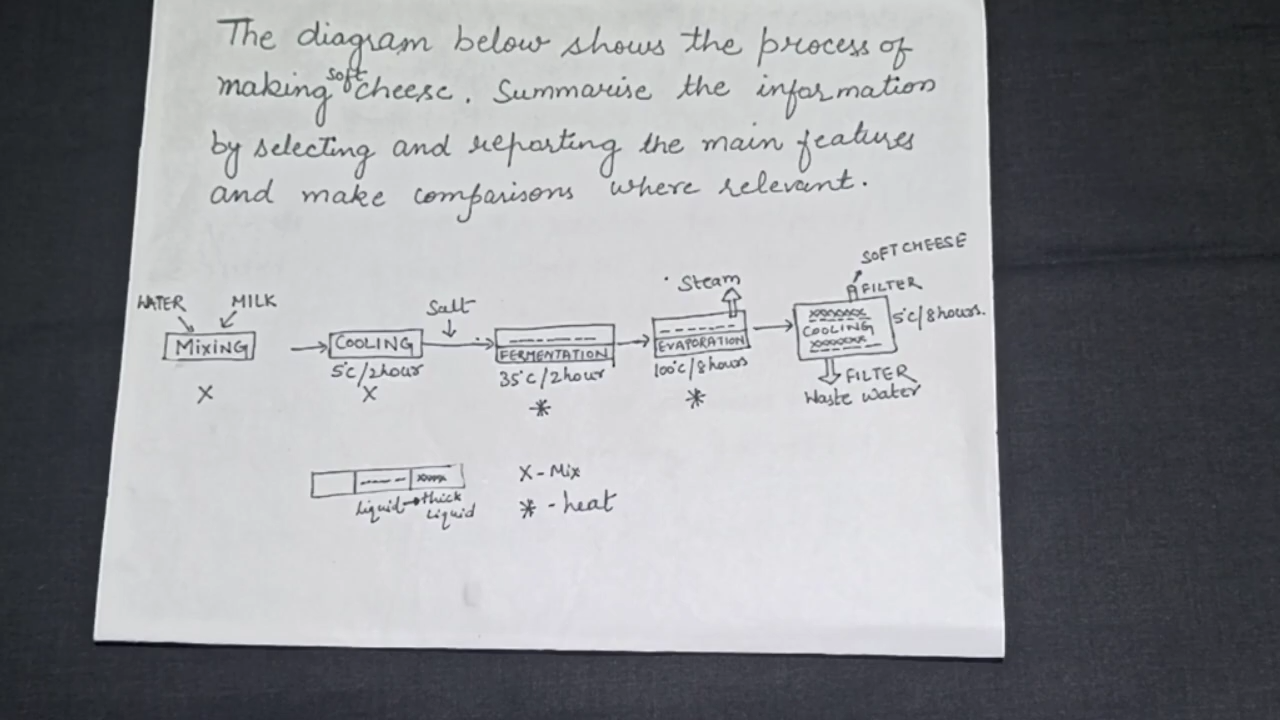 The diagram below shows the process of
making soft cheese. Summarise the information
by selecting and reporting the main features
and make comparisons where relevant.
WATER MILK
MIXING
X
COOLING
5°C/2hour
X
Salt
FERMENTATION
35°C/2hour
*
Steam
EVAPORATION
100°C/8hours
*
SOFT CHEESE
FILTER
xxxxxxx
COOLING
xxxxxxx
5°C/8hours.
FILTER
Waste water
liquid → thick
liquid
X - Mix
* - heat